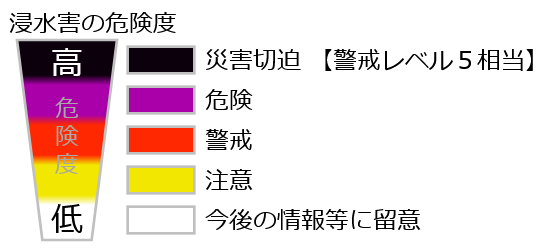 浸水害の危険度
高
危険度
低
災害切迫 【警戒レベル５相当】
危険
警戒
注意
今後の情報等に留意